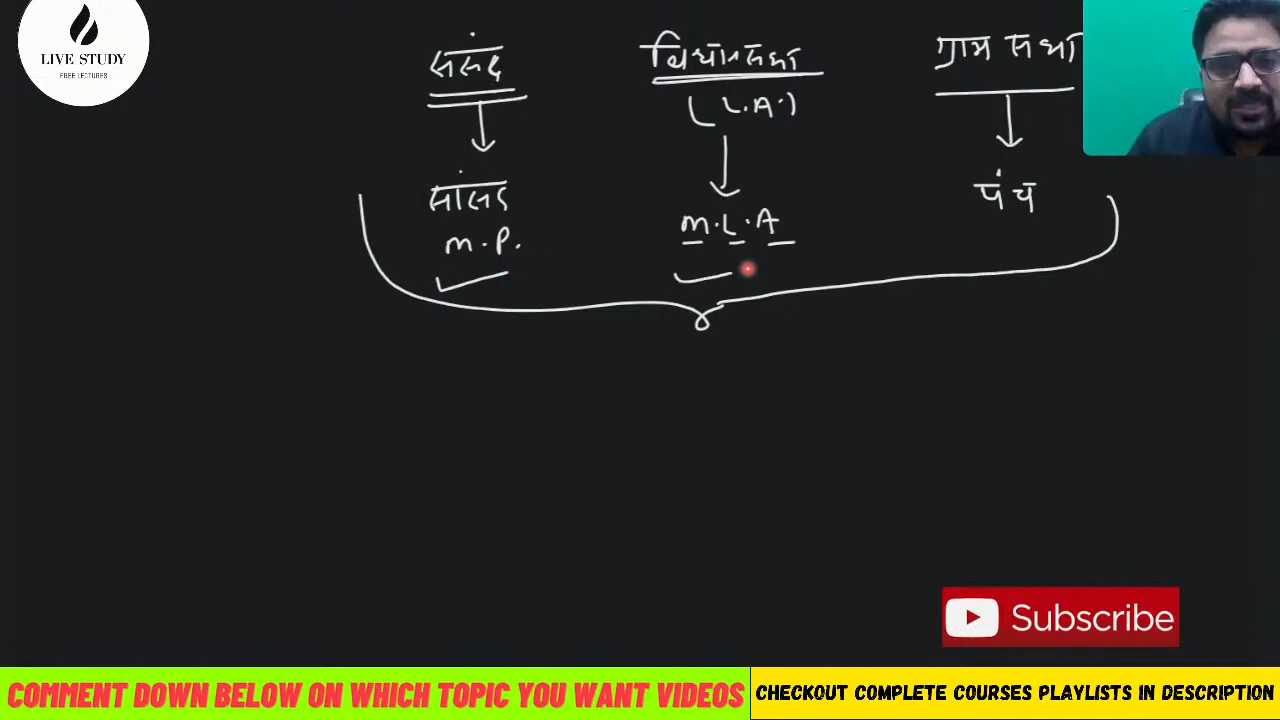 LIVE STUDY
FREE LECTURES
संसद
विधानसभा
ग्राम सभा
(L.A.)
सांसद
M.P.
M.L.A
पंच
Subscribe
COMMENT DOWN BELOW ON WHICH TOPIC YOU WANT VIDEOS
CHECKOUT COMPLETE COURSES PLAYLISTS IN DESCRIPTION